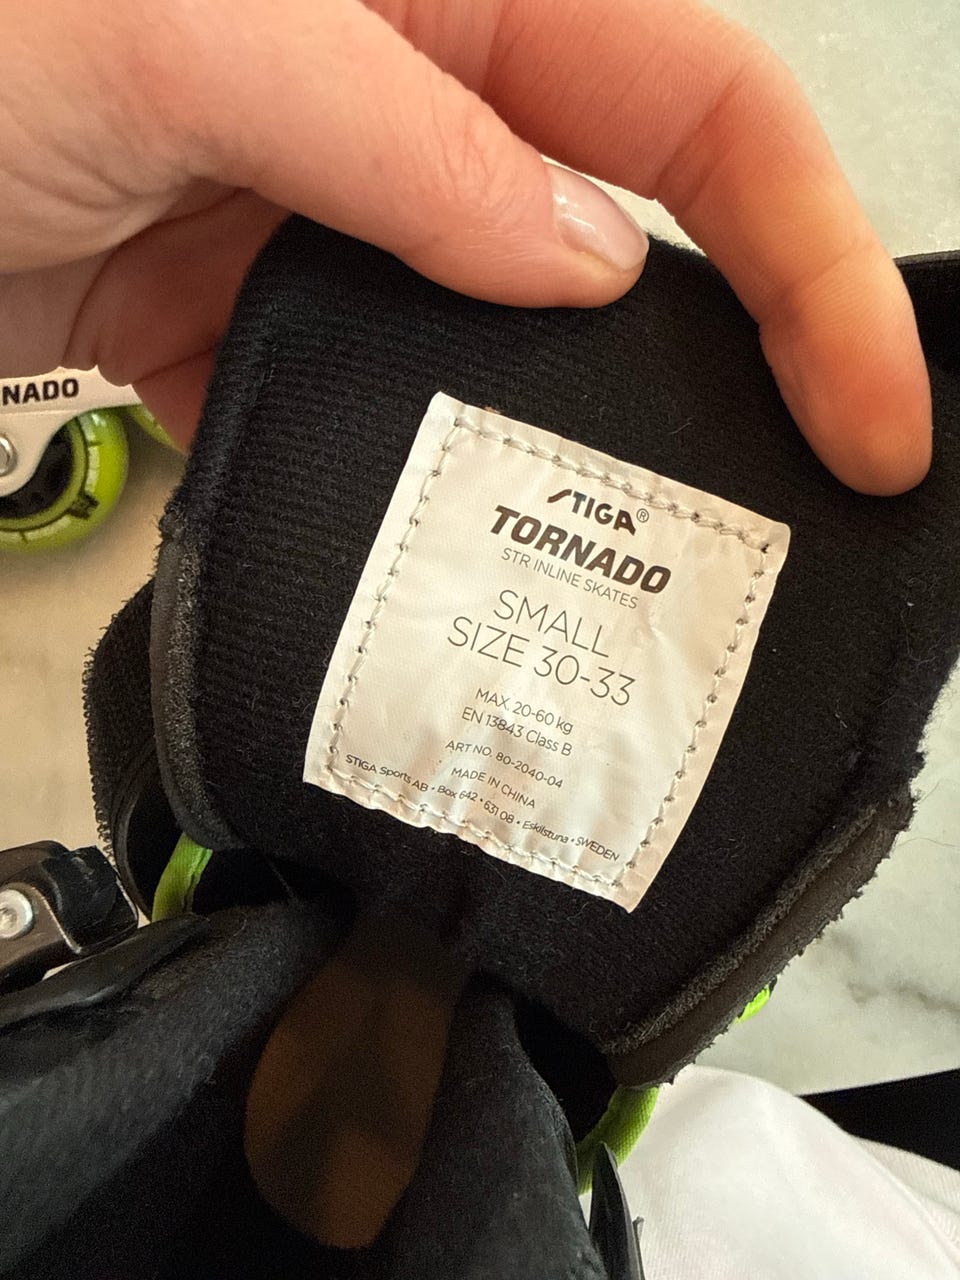 NADO
STIGA®
TORNADO
STR INLINE SKATES
SMALL
SIZE 30-33
MAX. 20-60 kg
EN 13843 Class B
ART NO. 80-2040-04
MADE IN CHINA
STIGA Sports AB • Box 642 • 631 08 • Eskilstuna • SWEDEN